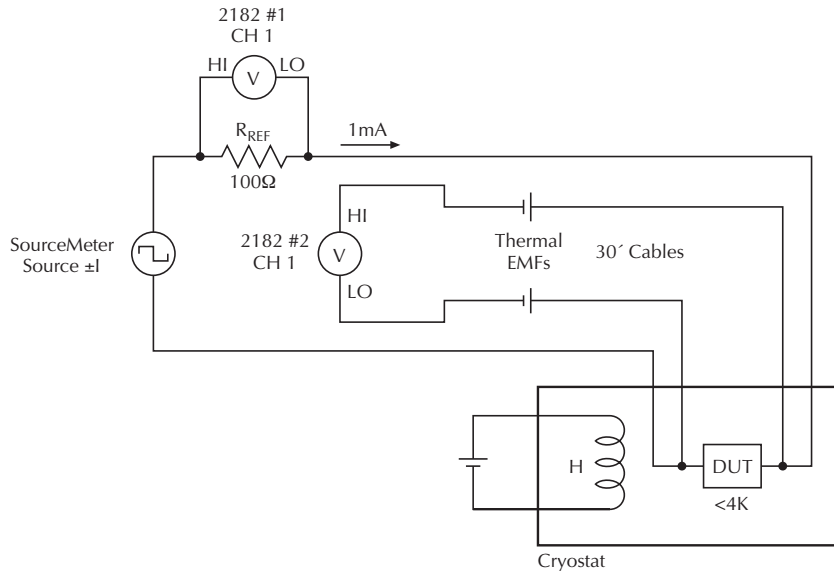 2182 #1
CH 1
HI
LO
V
R_REF
1mA
100Ω
HI
2182 #2
CH 1
V
LO
Thermal
EMFs
30´ Cables
SourceMeter
Source ±I
H
DUT
<4K
Cryostat